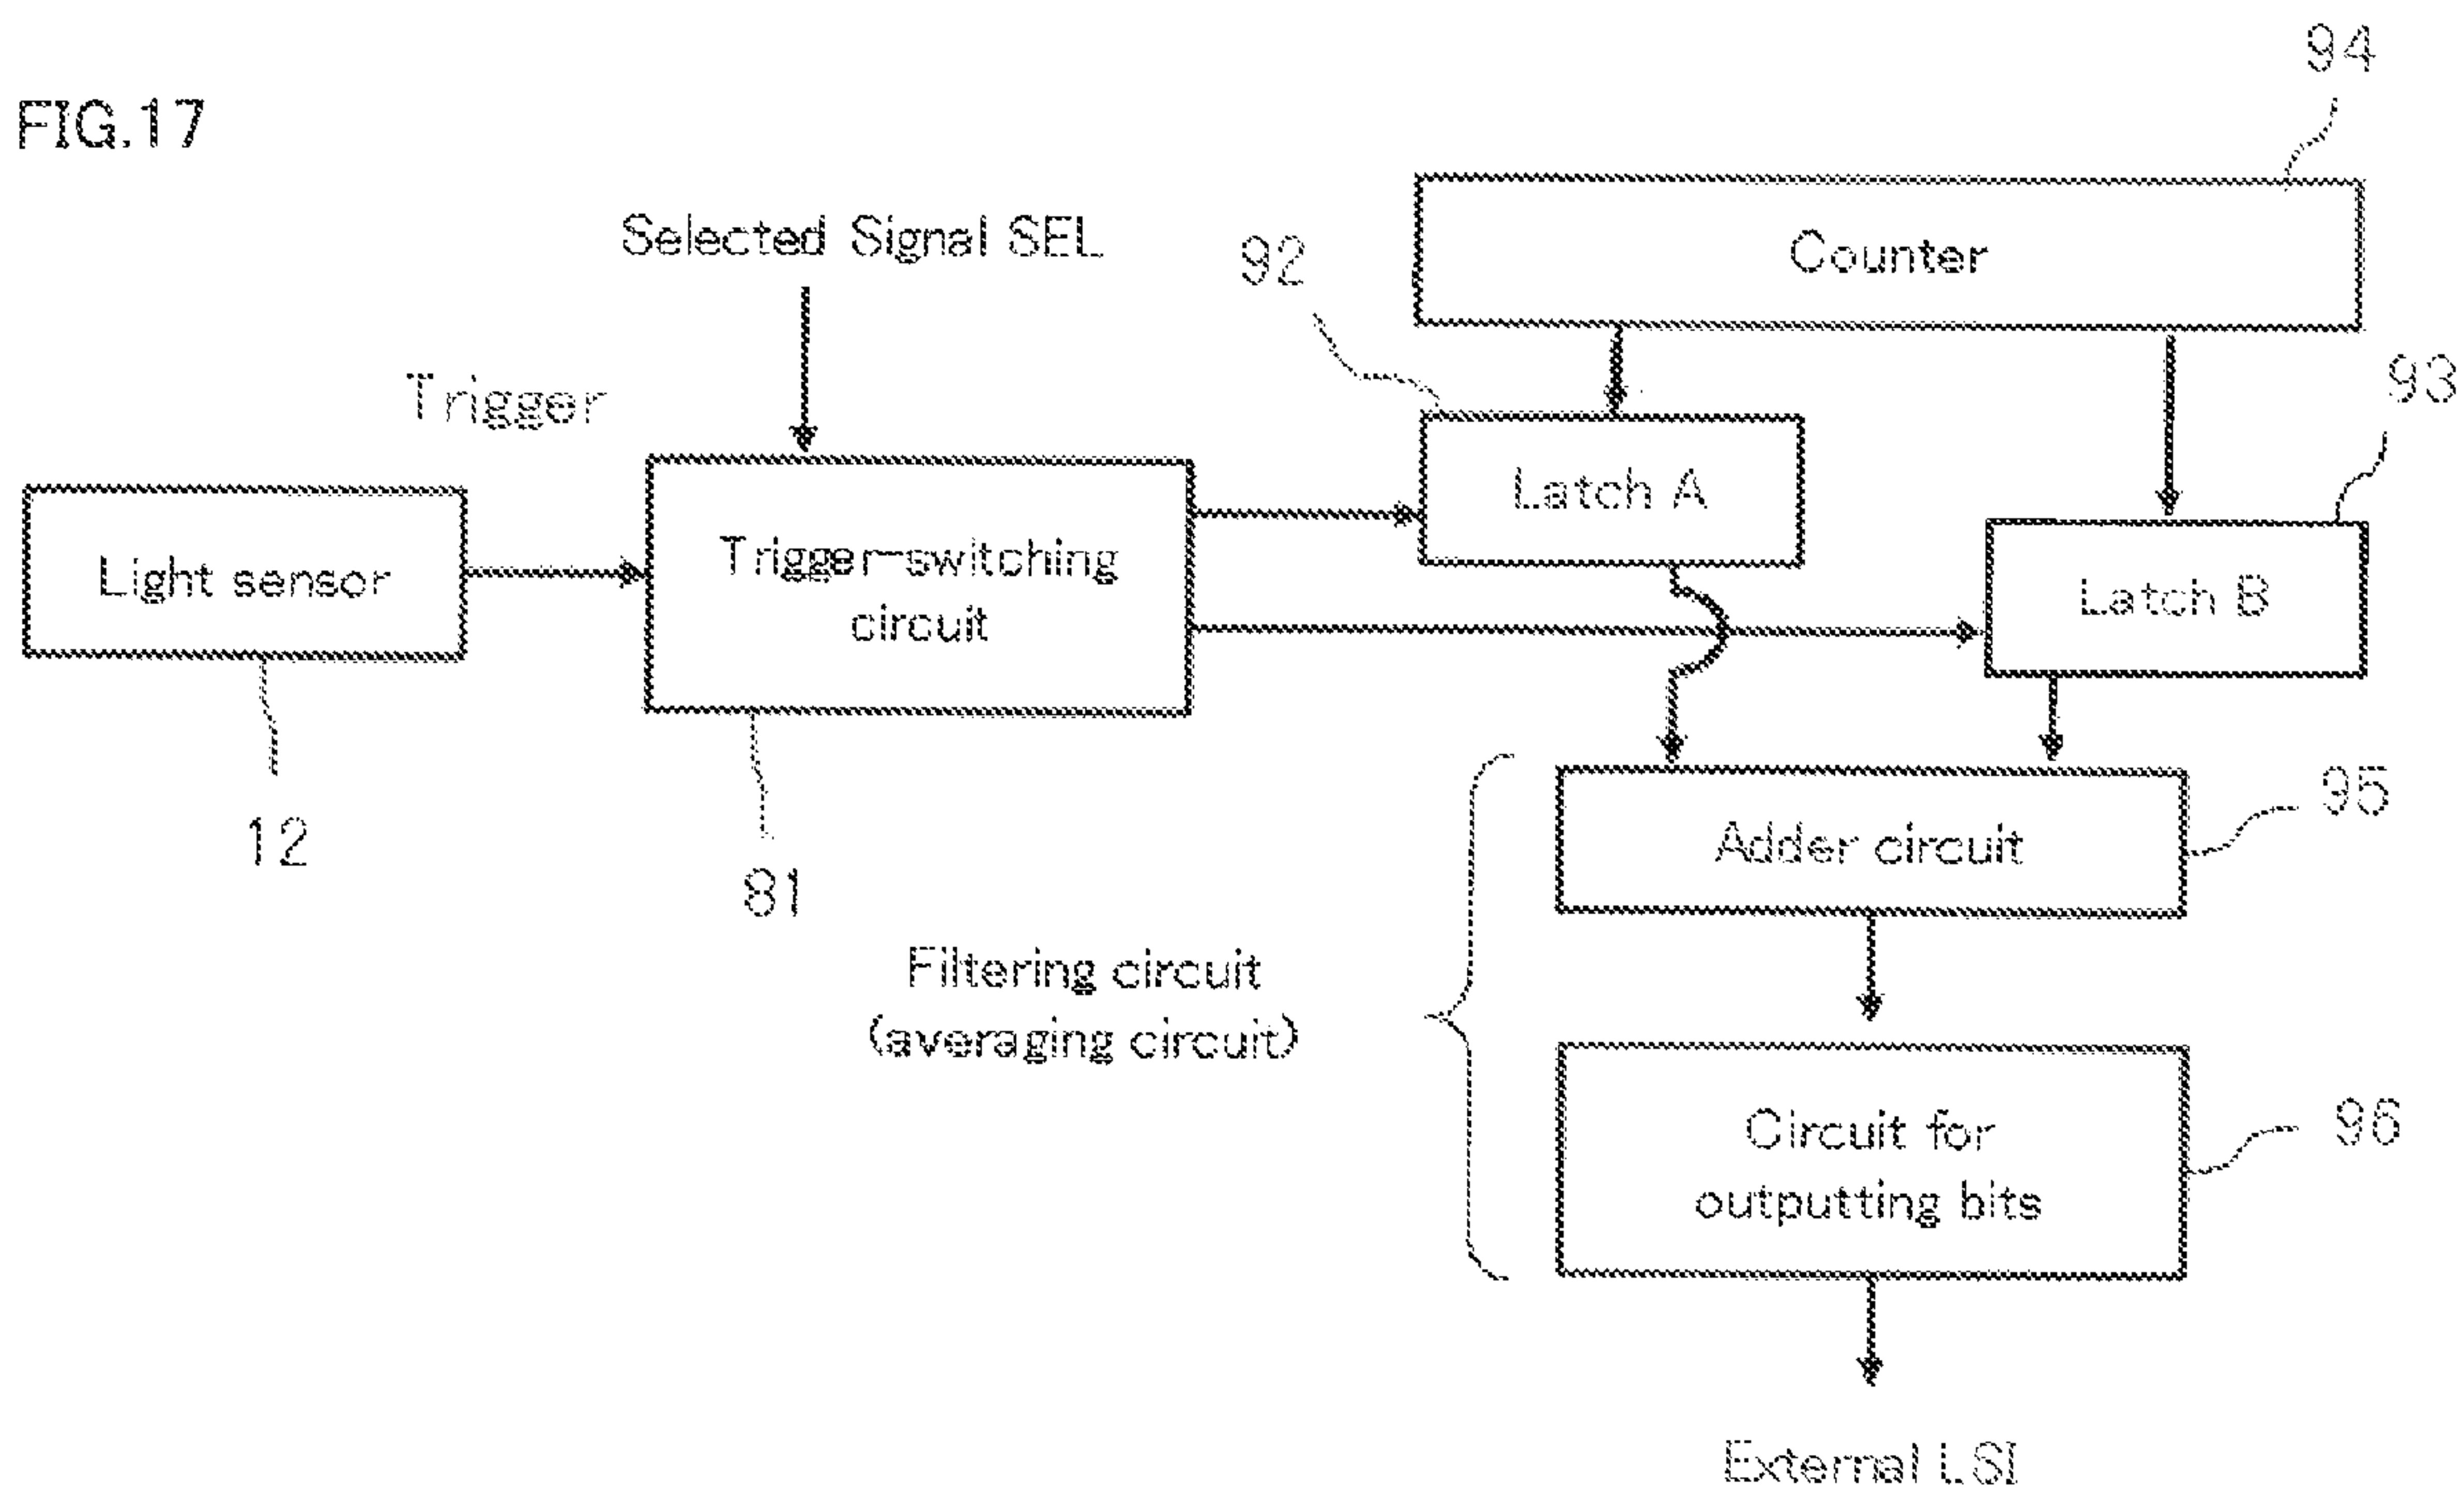 FIG.17
94
Selected Signal SEL
92
Counter
Trigger
93
Latch A
Light sensor
Trigger-switching
circuit
Latch B
12
81
95
Adder circuit
Filtering circuit
(averaging circuit)
96
Circuit for
outputting bits
External LSI